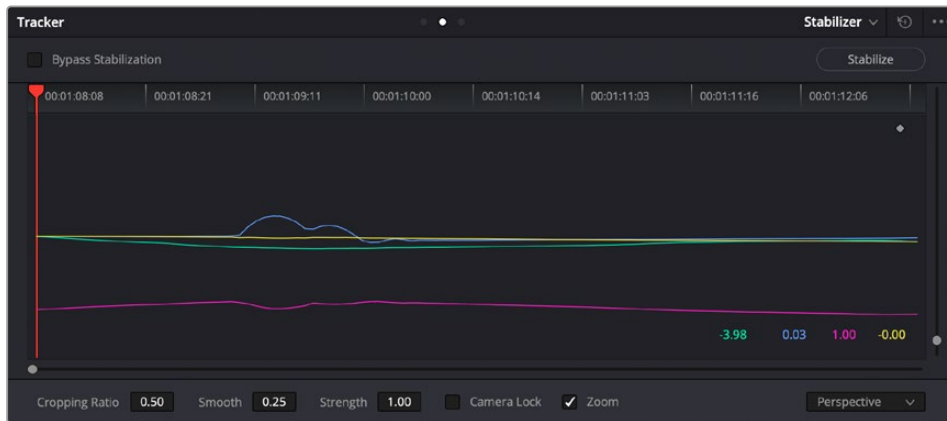 Tracker
Stabilizer
Bypass Stabilization
Stabilize
00:01:08:08 00:01:08:21 00:01:09:11 00:01:10:00 00:01:10:14 00:01:11:03 00:01:11:16 00:01:12:06
-3.98 0.03 1.00 -0.00
Cropping Ratio 0.50 Smooth 0.25 Strength 1.00 Camera Lock Zoom Perspective